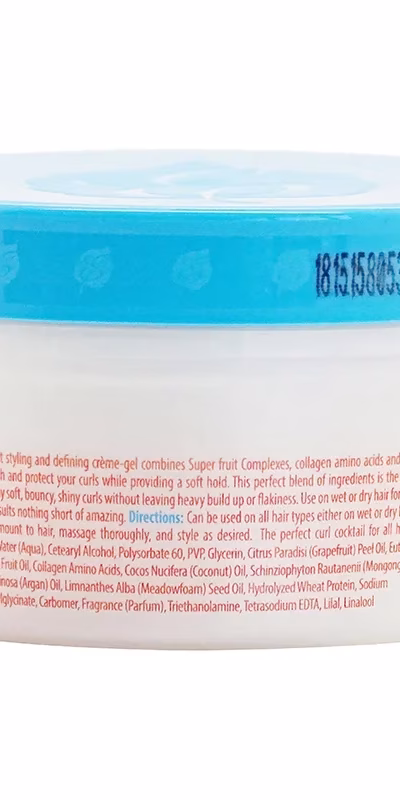 1815158053
t styling and defining crème-gel combines Super fruit Complexes, collagen amino acids and
h and protect your curls while providing a soft hold. This perfect blend of ingredients is the
y soft, bouncy, shiny curls without leaving heavy build up or flakiness. Use on wet or dry hair for
sults nothing short of amazing. Directions: Can be used on all hair types either on wet or dry
mount to hair, massage thoroughly, and style as desired. The perfect curl cocktail for all h
Water (Aqua), Cetearyl Alcohol, Polysorbate 60, PVP, Glycerin, Citrus Paradisi (Grapefruit) Peel Oil, Eut
Fruit Oil, Collagen Amino Acids, Cocos Nucifera (Coconut) Oil, Schinziophyton Rautanenii (Mongong
inosa (Argan) Oil, Limnanthes Alba (Meadowfoam) Seed Oil, Hydrolyzed Wheat Protein, Sodium
lglycinate, Carbomer, Fragrance (Parfum), Triethanolamine, Tetrasodium EDTA, Lilal, Linalool